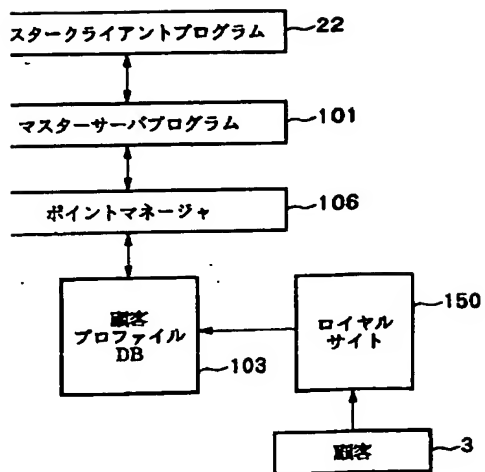 スタークライアントプログラム
22
マスターサーバプログラム
101
ポイントマネージャ
106
顧客
プロファイル
DB
103
ロイヤル
サイト
150
顧客
3